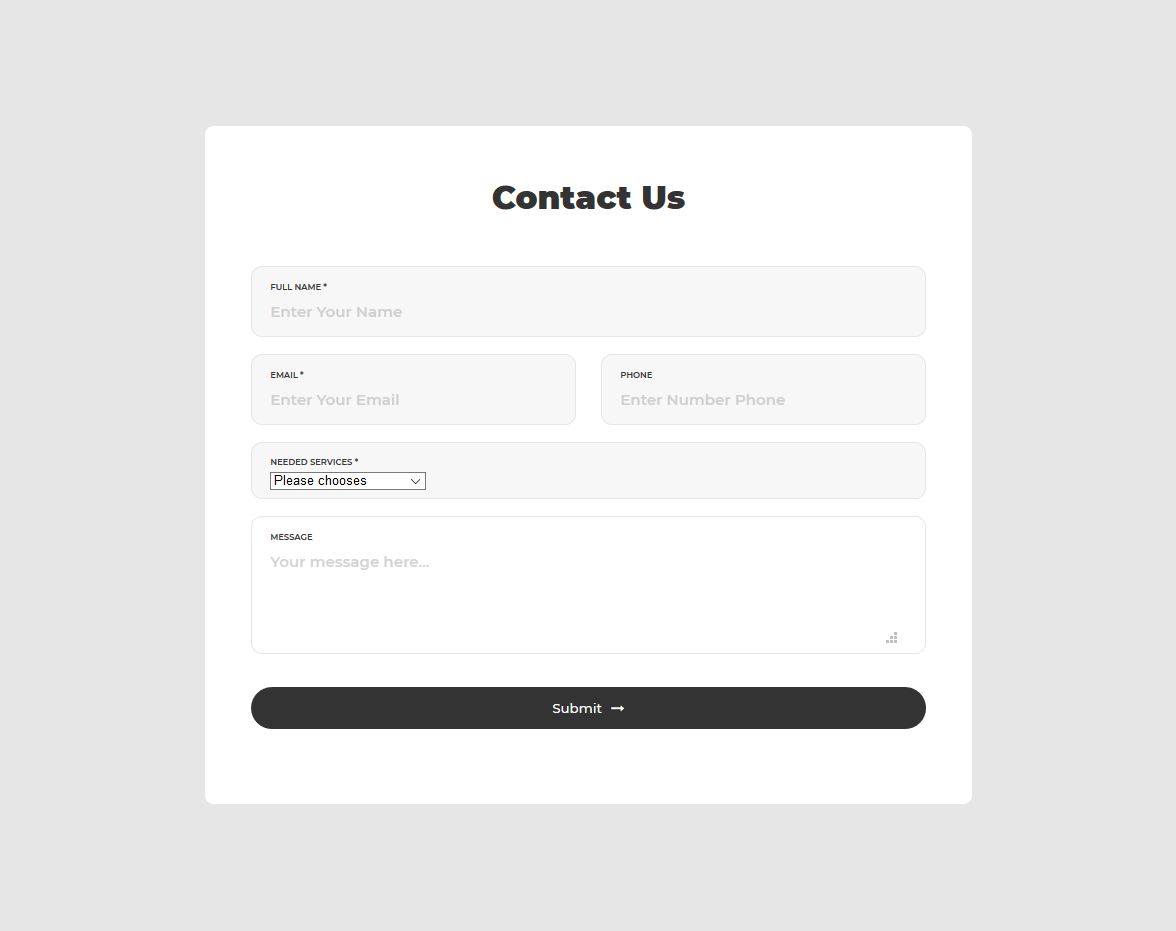 Contact Us
FULL NAME *
Enter Your Name
EMAIL *
Enter Your Email
PHONE
Enter Number Phone
NEEDED SERVICES *
Please chooses
MESSAGE
Your message here...
Submit →